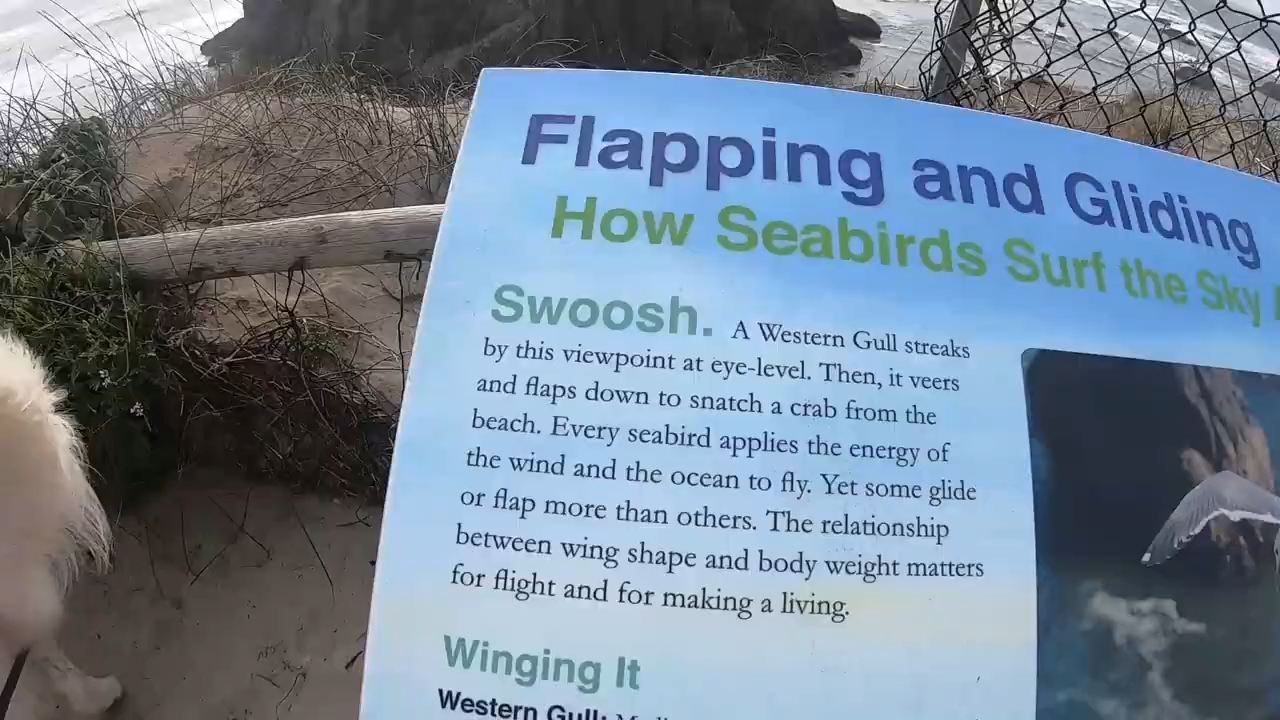 Flapping and Gliding
How Seabirds Surf the Sky
Swoosh. A Western Gull streaks
by this viewpoint at eye-level. Then, it veers
and flaps down to snatch a crab from the
beach. Every seabird applies the energy of
the wind and the ocean to fly. Yet some glide
or flap more than others. The relationship
between wing shape and body weight matters
for flight and for making a living.
Winging It
Western Gull: